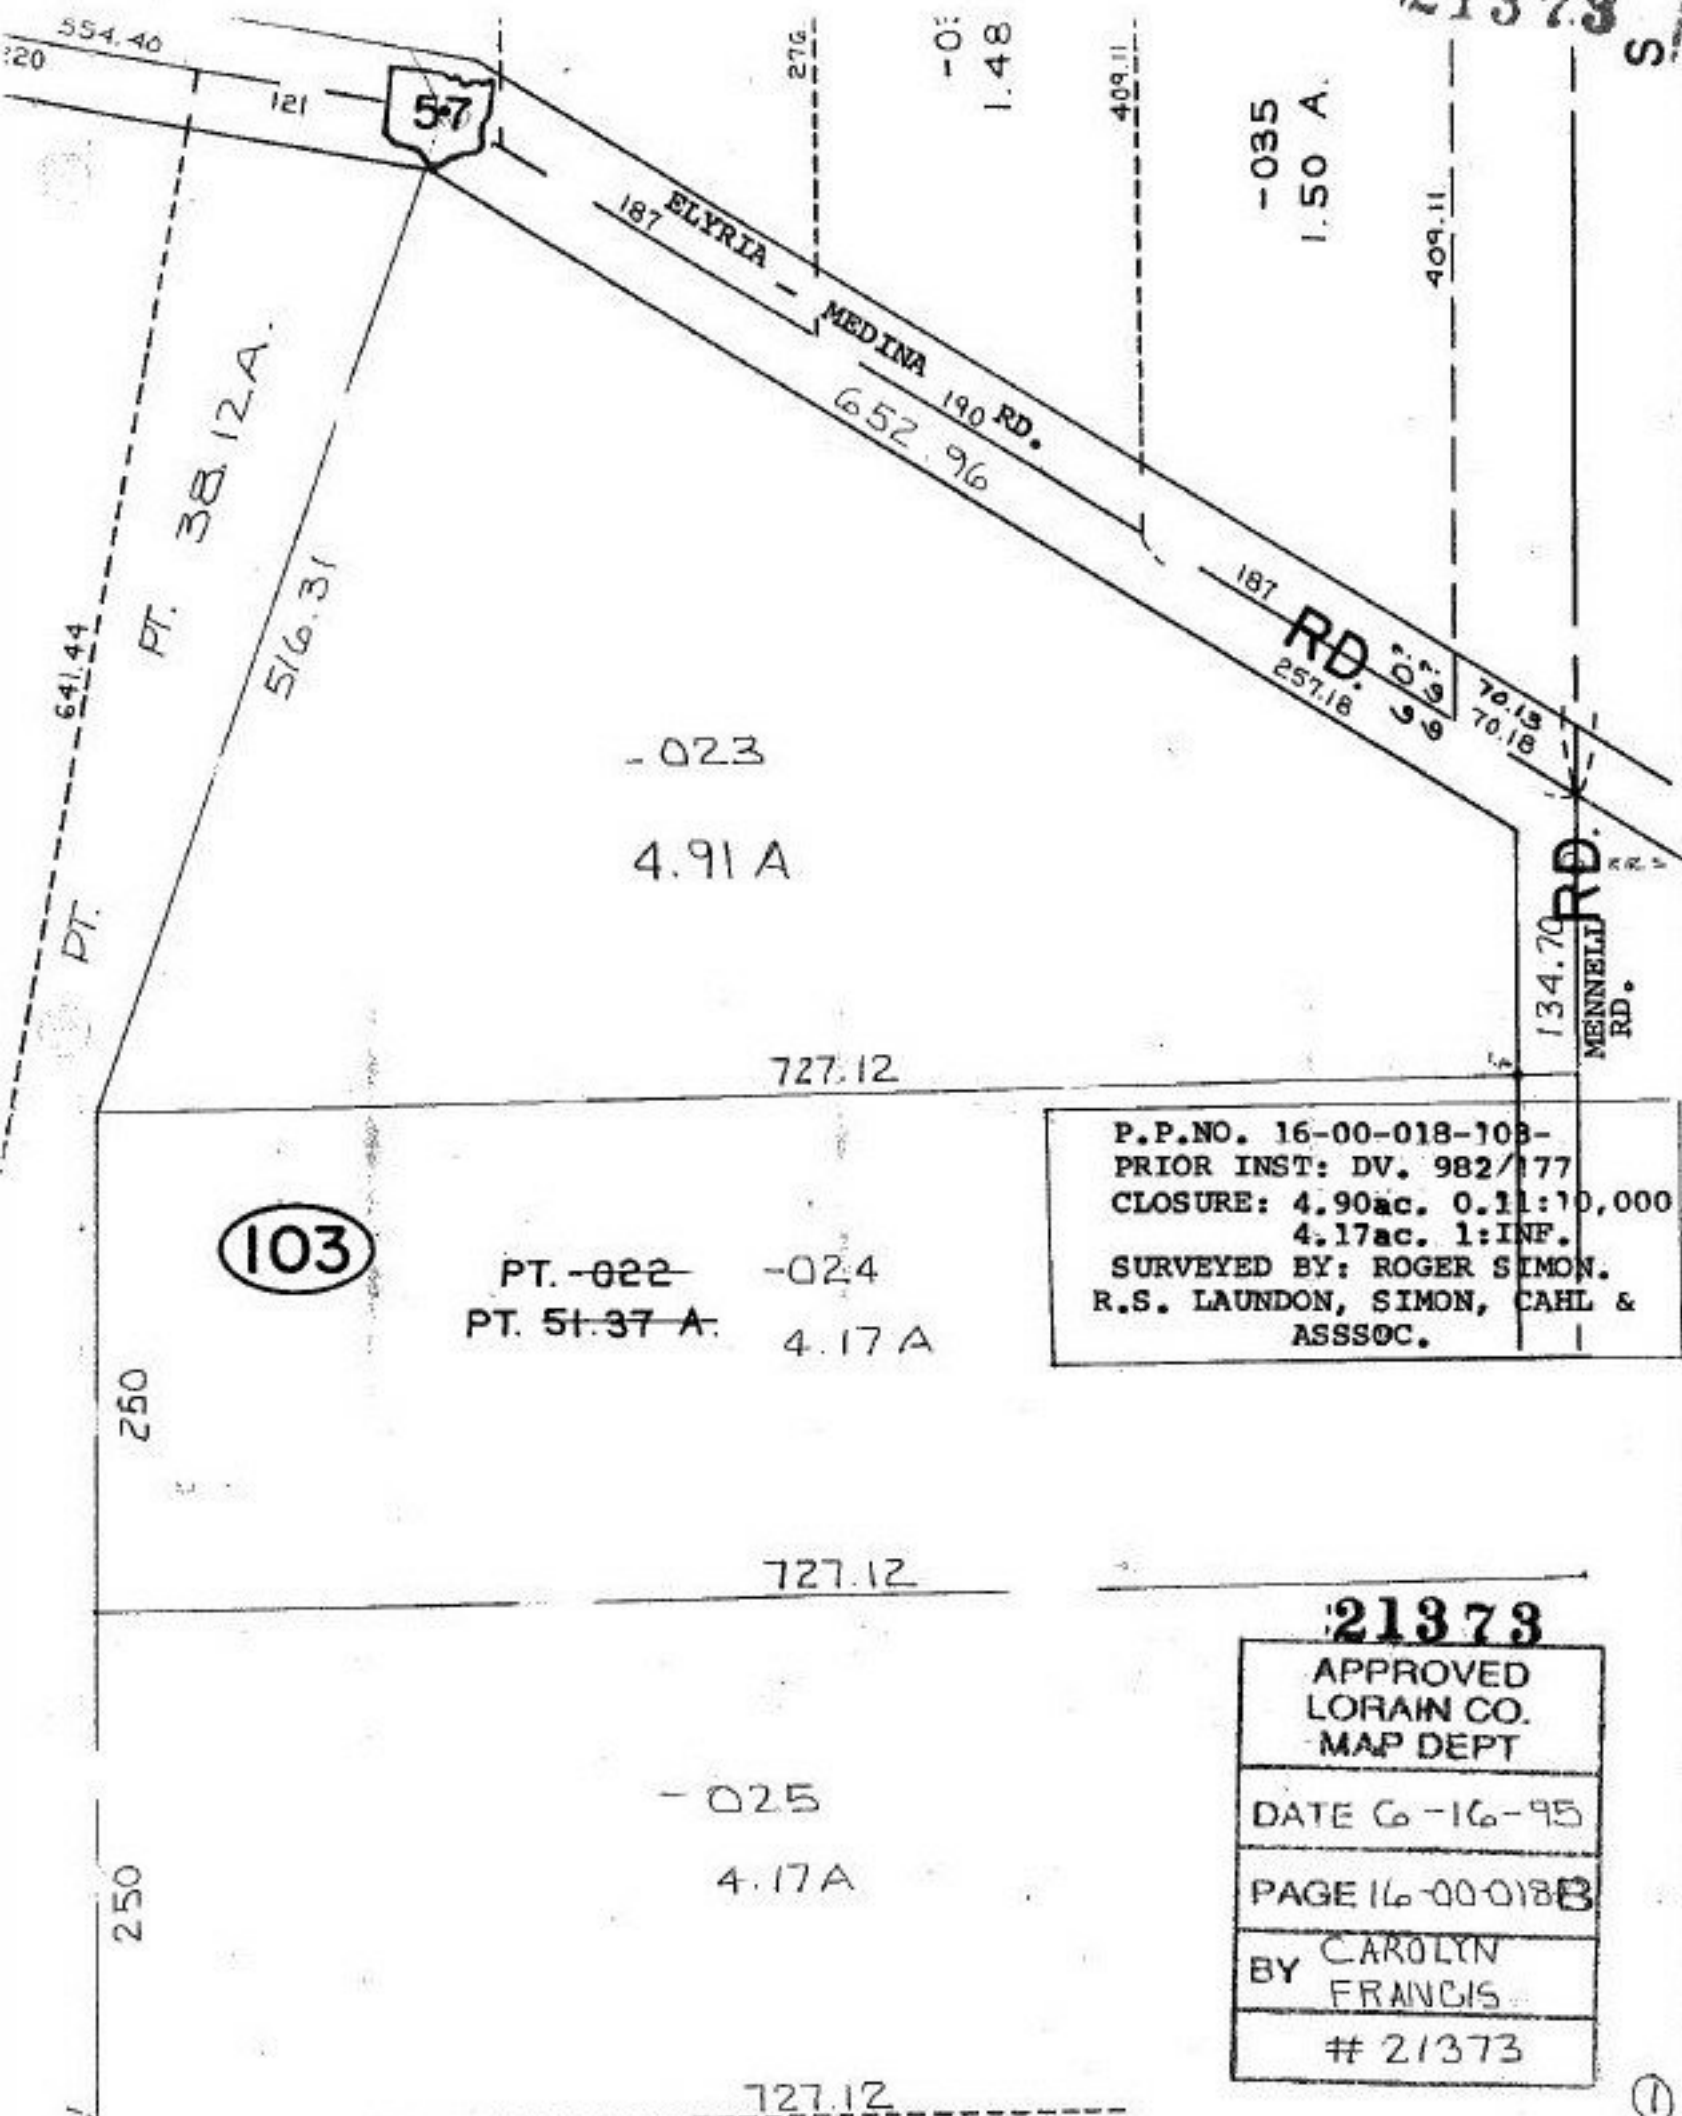 21373
S
554.40
220
121
57
276
1.48
409.11
-035
1.50 A.
409.11
187
ELYRIA - MEDINA RD.
190
652.96
187
RD.
257.18
70.13
70.18
PT. 38.12 A.
641.44
516.31
PT.
-023
4.91 A
RD.
134.70
MENNELL
RD.
727.12
P.P.NO. 16-00-018-103-
PRIOR INST: DV. 982/177
CLOSURE: 4.90ac. 0.11:10,000
4.17ac. 1:INF.
SURVEYED BY: ROGER SIMON.
R.S. LAUNDON, SIMON, CAHL &
ASSSOC.
103
PT. -022 -024
PT. 51.37 A.
4.17 A
250
727.12
21373
APPROVED
LORAIN CO.
MAP DEPT
DATE 6-16-95
PAGE 16-00-018B
BY CAROLYN
FRANCIS
# 21373
-025
4.17A
250
727.12
1